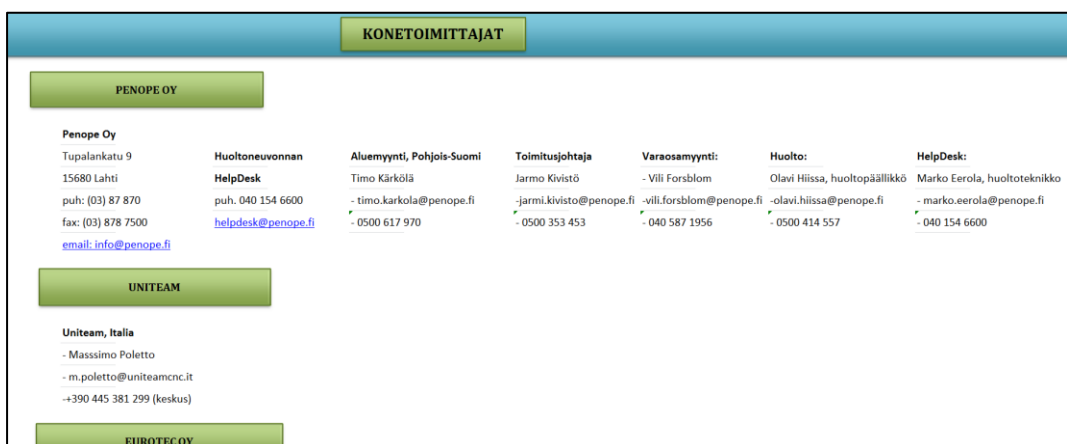 KONETOIMITTAJAT
PENOPE OY
Penope Oy
Tupalankatu 9
15680 Lahti
puh: (03) 87 870
fax: (03) 878 7500
email: info@penope.fi
Huoltoneuvonnan
HelpDesk
puh. 040 154 6600
helpdesk@penope.fi
Aluemyynti, Pohjois-Suomi
Timo Kärkölä
- timo.karkola@penope.fi
- 0500 617 970
Toimitusjohtaja
Jarmo Kivistö
-jarmi.kivisto@penope.fi
- 0500 353 453
Varaosamyynti:
- Vili Forsblom
-vili.forsblom@penope.fi
- 040 587 1956
Huolto:
Olavi Hiissa, huoltopäällikkö
-olavi.hiissa@penope.fi
- 0500 414 557
HelpDesk:
Marko Eerola, huoltoteknikko
- marko.eerola@penope.fi
- 040 154 6600
UNITEAM
Uniteam, Italia
- Masssimo Poletto
- m.poletto@uniteamcnc.it
-+390 445 381 299 (keskus)
EUROTEC OY